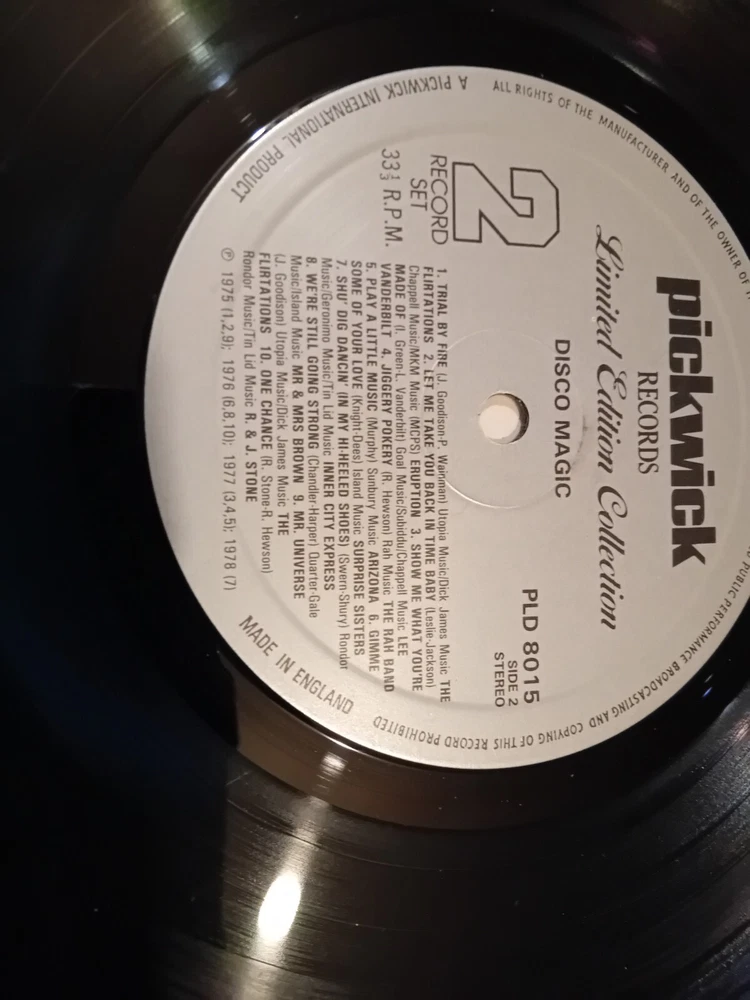 pickwick
RECORDS
Limited Edition Collection
DISCO MAGIC
PLD 8015
SIDE 2
STEREO
2
RECORD
SET
33⅓ R.P.M.
1. TRIAL BY FIRE (J. Goodison-P. Wainman) Utopia Music/Dick James Music THE
FLIRTATIONS 2. LET ME TAKE YOU BACK IN TIME BABY (Leslie-Jackson)
Chappell Music/MKM Music (MCPS) ERUPTION 3. SHOW ME WHAT YOU'RE
MADE OF (I. Green-L. Vanderbilt) Goal Music/Subiddu/Chappell Music LEE
VANDERBILT 4. JIGGERY POKERY (R. Hewson) Rah Music THE RAH BAND
5. PLAY A LITTLE MUSIC (Murphy) Sunbury Music ARIZONA 6. GIMME
SOME OF YOUR LOVE (Knight-Dees) Island Music SURPRISE SISTERS
7. SHU' DIG DANCIN' (IN MY HI-HEELED SHOES) (Swern-Shury) Rondor
Music/Geronimo Music/Tin Lid Music INNER CITY EXPRESS
8. WE'RE STILL GOING STRONG (Chandler-Harper) Quarter-Gale
Music/Island Music MR & MRS BROWN 9. MR. UNIVERSE
(J. Goodison) Utopia Music/Dick James Music THE
FLIRTATIONS 10. ONE CHANCE (R. Stone-R. Hewson)
Rondor Music/Tin Lid Music R. & J. STONE
℗ 1975 (1,2,9); 1976 (6,8,10); 1977 (3,4,5); 1978 (7)
A PICKWICK INTERNATIONAL PRODUCT
ALL RIGHTS OF THE MANUFACTURER AND OF THE OWNER OF
PUBLIC PERFORMANCE BROADCASTING AND COPYING OF THIS RECORD PROHIBITED
MADE IN ENGLAND